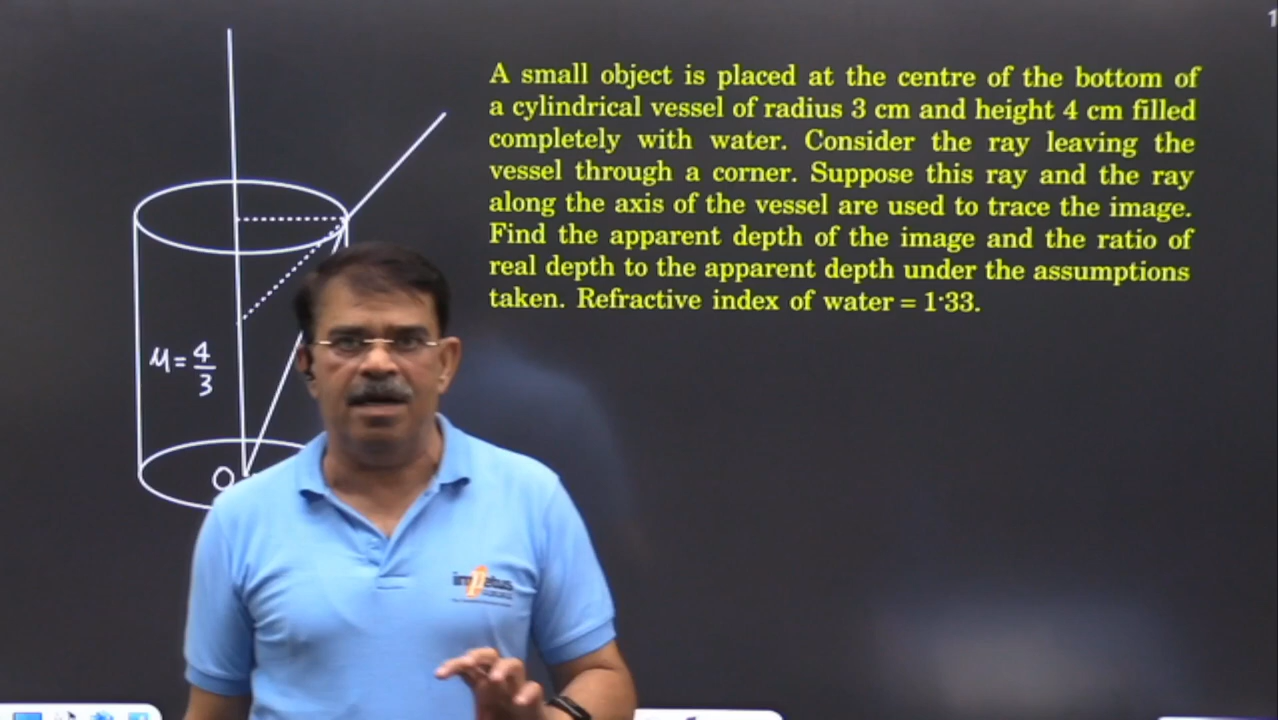 1
A small object is placed at the centre of the bottom of
a cylindrical vessel of radius 3 cm and height 4 cm filled
completely with water. Consider the ray leaving the
vessel through a corner. Suppose this ray and the ray
along the axis of the vessel are used to trace the image.
Find the apparent depth of the image and the ratio of
real depth to the apparent depth under the assumptions
taken. Refractive index of water = 1·33.
μ = 4/3
O
impetus